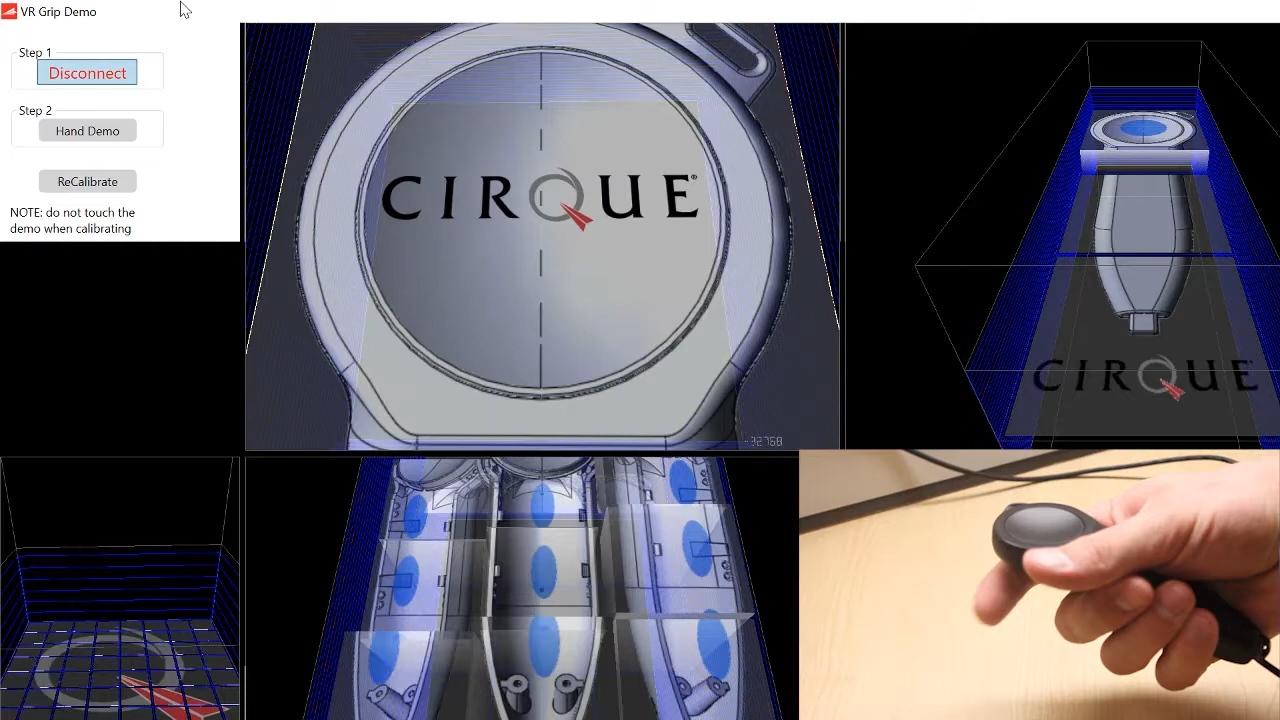 VR Grip Demo
Step 1
Disconnect
Step 2
Hand Demo
ReCalibrate
NOTE: do not touch the
demo when calibrating
CIRQUE®
-32768
CIRQUE